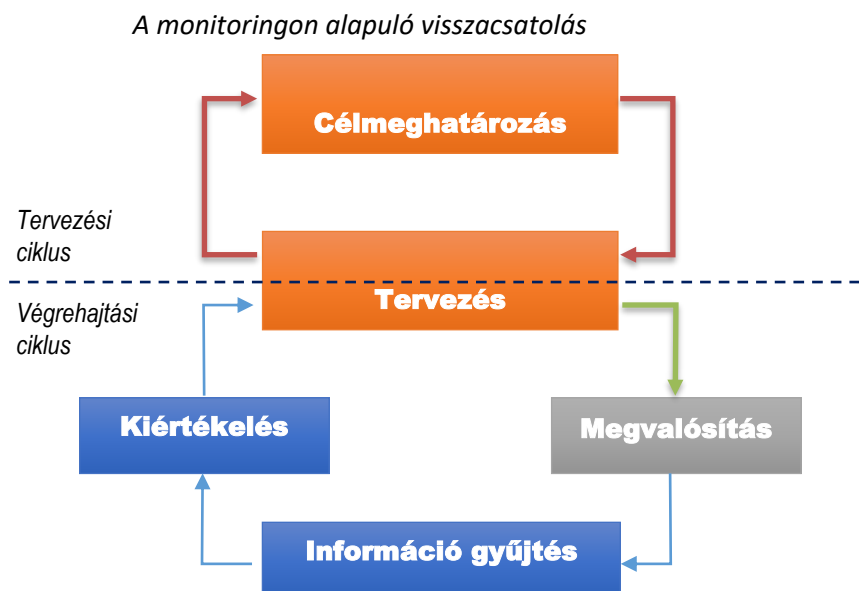 A monitoringon alapuló visszacsatolás
Célmeghatározás
Tervezési
ciklus
Tervezés
Végrehajtási
ciklus
Kiértékelés
Megvalósítás
Információ gyűjtés